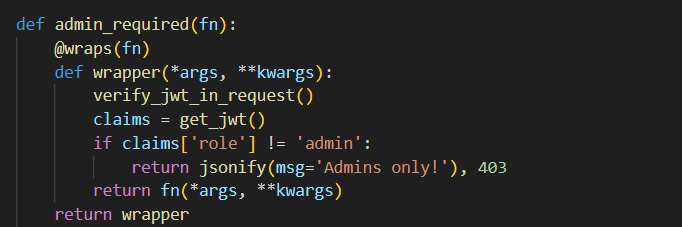 def admin_required(fn):
    @wraps(fn)
    def wrapper(*args, **kwargs):
        verify_jwt_in_request()
        claims = get_jwt()
        if claims['role'] != 'admin':
            return jsonify(msg='Admins only!'), 403
        return fn(*args, **kwargs)
    return wrapper